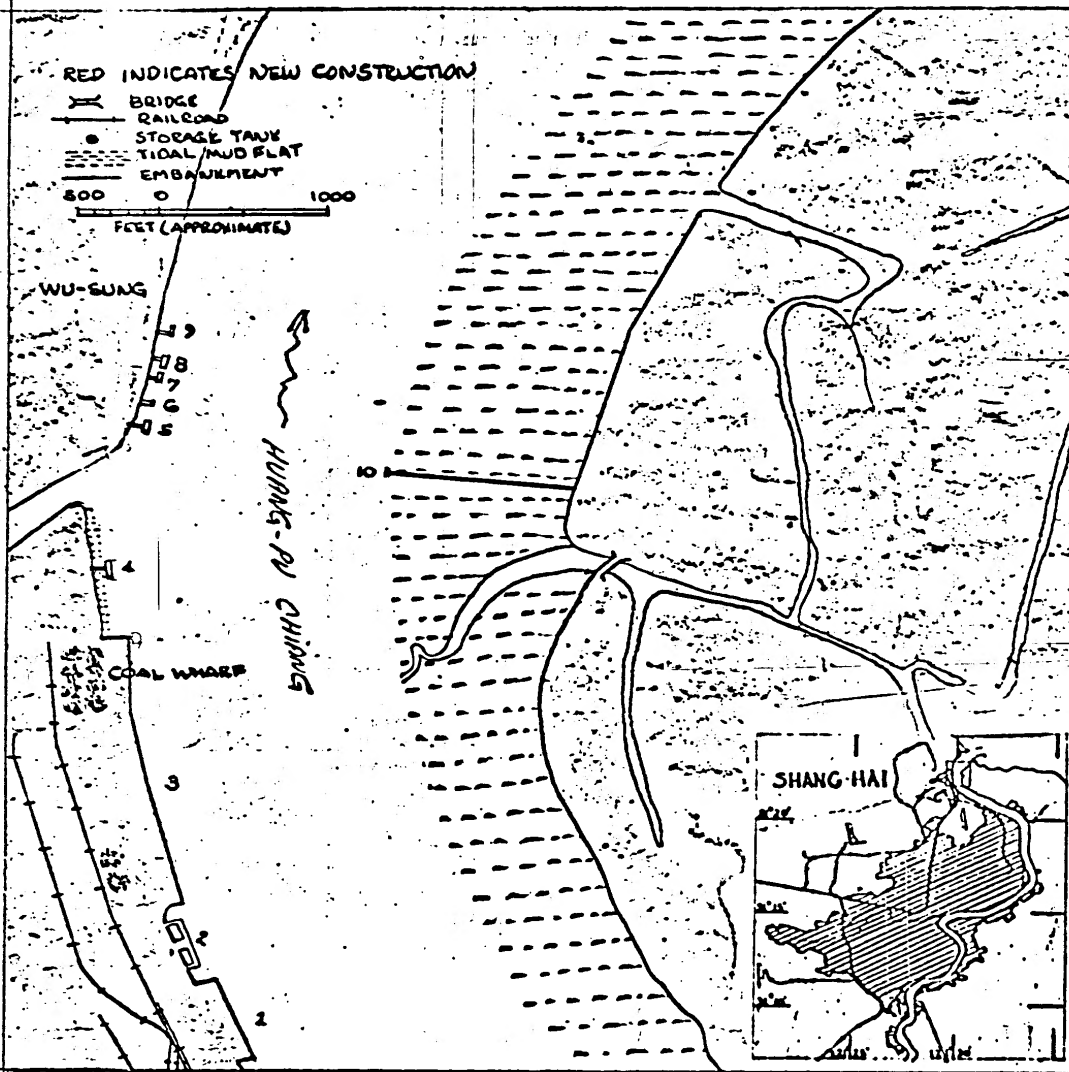 RED INDICATES NEW CONSTRUCTION
BRIDGE
RAILROAD
STORAGE TANK
TIDAL MUD FLAT
EMBANKMENT
500 0 1000
FEET (APPROXIMATE)
WU-SUNG
9
8
7
6
5
10
HUANG-PU CHIANG
4
COAL WHARF
3
2
1
SHANG-HAI